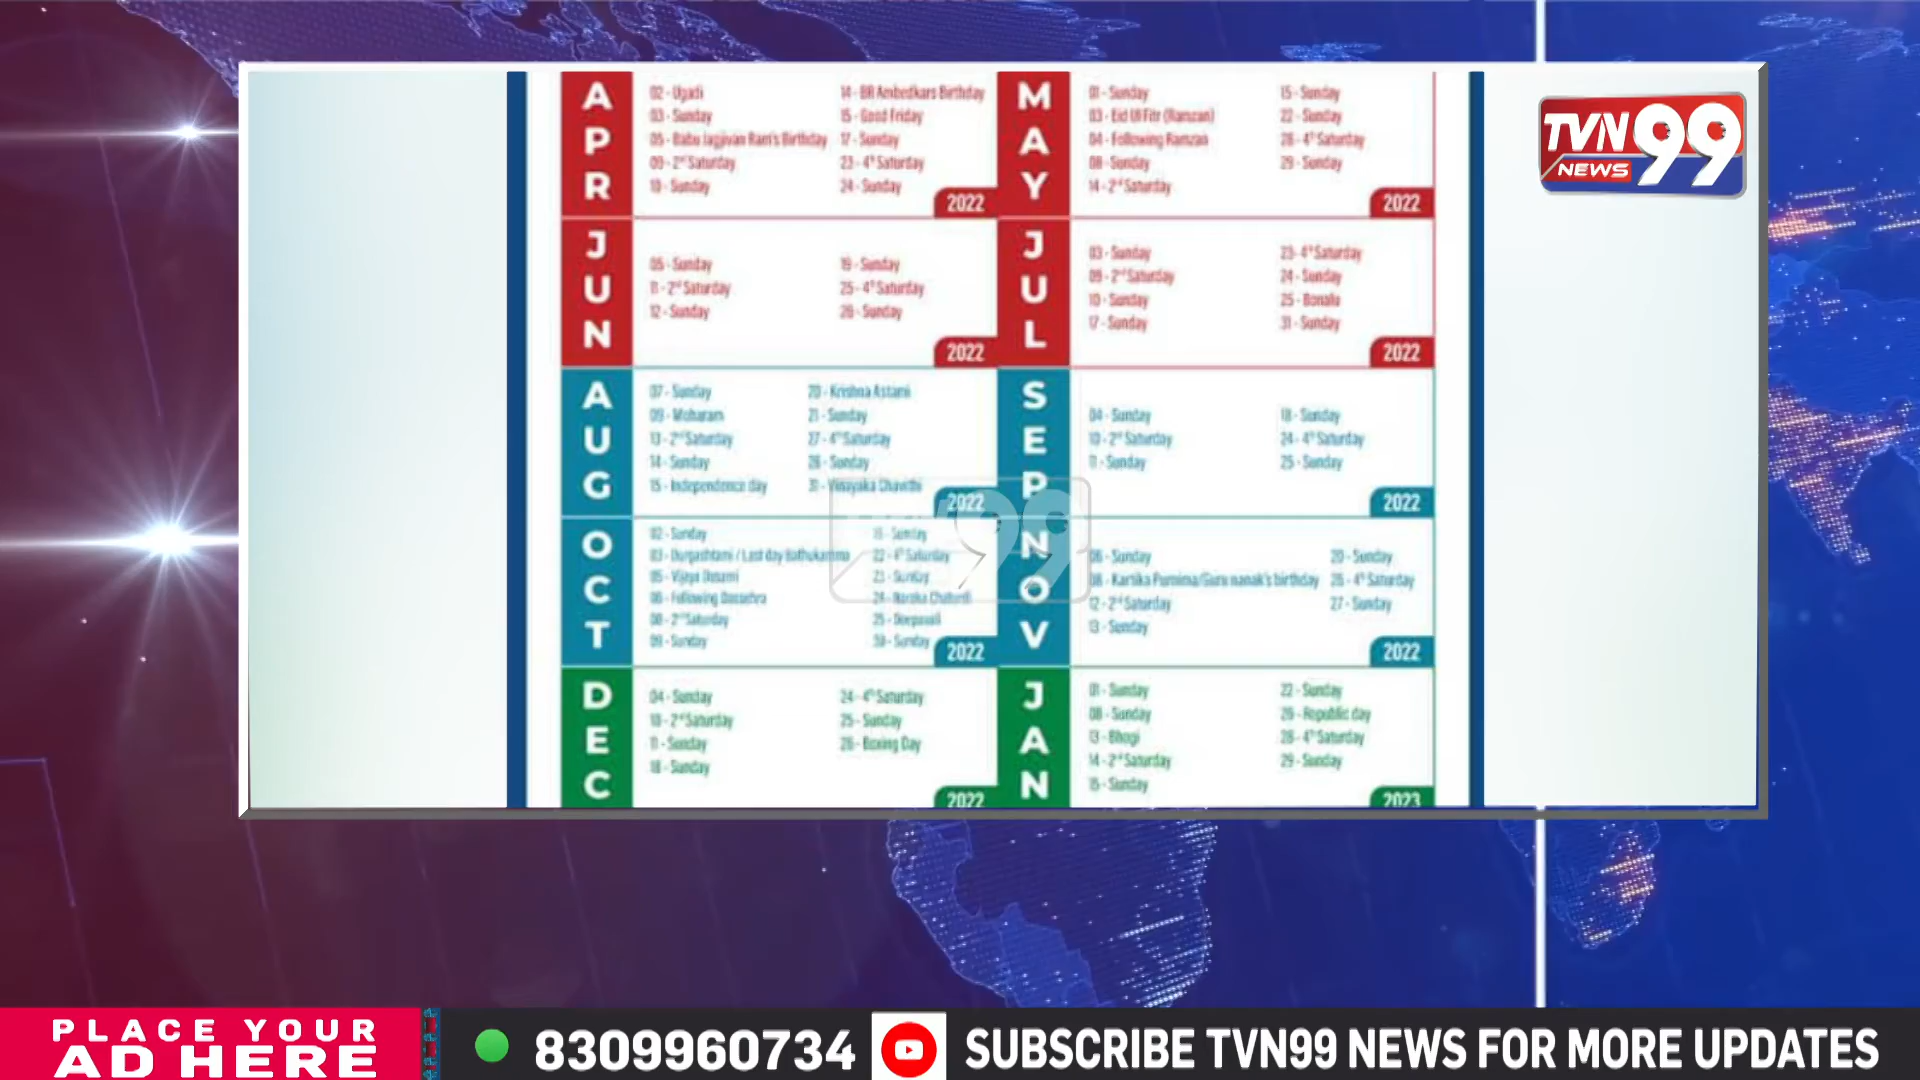 TVN 99
NEWS
APR
02 - Ugadi
03 - Sunday
05 - Babu Jagjivan Ram's Birthday
09 - 2nd Saturday
10 - Sunday
14 - BR Ambedkars Birthday
15 - Good Friday
17 - Sunday
23 - 4th Saturday
24 - Sunday
2022
MAY
01 - Sunday
03 - Eid Ul Fitr (Ramzan)
04 - Following Ramzan
08 - Sunday
14 - 2nd Saturday
15 - Sunday
22 - Sunday
28 - 4th Saturday
29 - Sunday
2022
JUN
05 - Sunday
11 - 2nd Saturday
12 - Sunday
19 - Sunday
25 - 4th Saturday
26 - Sunday
2022
JUL
03 - Sunday
09 - 2nd Saturday
10 - Sunday
17 - Sunday
23 - 4th Saturday
24 - Sunday
25 - Bonalu
31 - Sunday
2022
AUG
07 - Sunday
09 - Moharam
13 - 2nd Saturday
14 - Sunday
15 - Independence day
20 - Krishna Astami
21 - Sunday
27 - 4th Saturday
28 - Sunday
31 - Vinayaka Chavithi
2022
SEP
04 - Sunday
10 - 2nd Saturday
11 - Sunday
18 - Sunday
24 - 4th Saturday
25 - Sunday
2022
OCT
02 - Sunday
03 - Durgashtami / Last day Bathukamma
05 - Vijaya Dasami
06 - Following Dassehra
08 - 2nd Saturday
09 - Sunday
16 - Sunday
22 - 4th Saturday
23 - Sunday
24 - Naraka Chaturdi
25 - Deepavali
30 - Sunday
2022
NOV
06 - Sunday
08 - Kartika Purnima/Guru nanak's birthday
12 - 2nd Saturday
13 - Sunday
20 - Sunday
26 - 4th Saturday
27 - Sunday
2022
DEC
04 - Sunday
10 - 2nd Saturday
11 - Sunday
18 - Sunday
24 - 4th Saturday
25 - Sunday
26 - Boxing Day
2022
JAN
01 - Sunday
08 - Sunday
13 - Bhogi
14 - 2nd Saturday
15 - Sunday
22 - Sunday
26 - Republic day
28 - 4th Saturday
29 - Sunday
2023
PLACE YOUR
AD HERE
8309960734
SUBSCRIBE TVN99 NEWS FOR MORE UPDATES